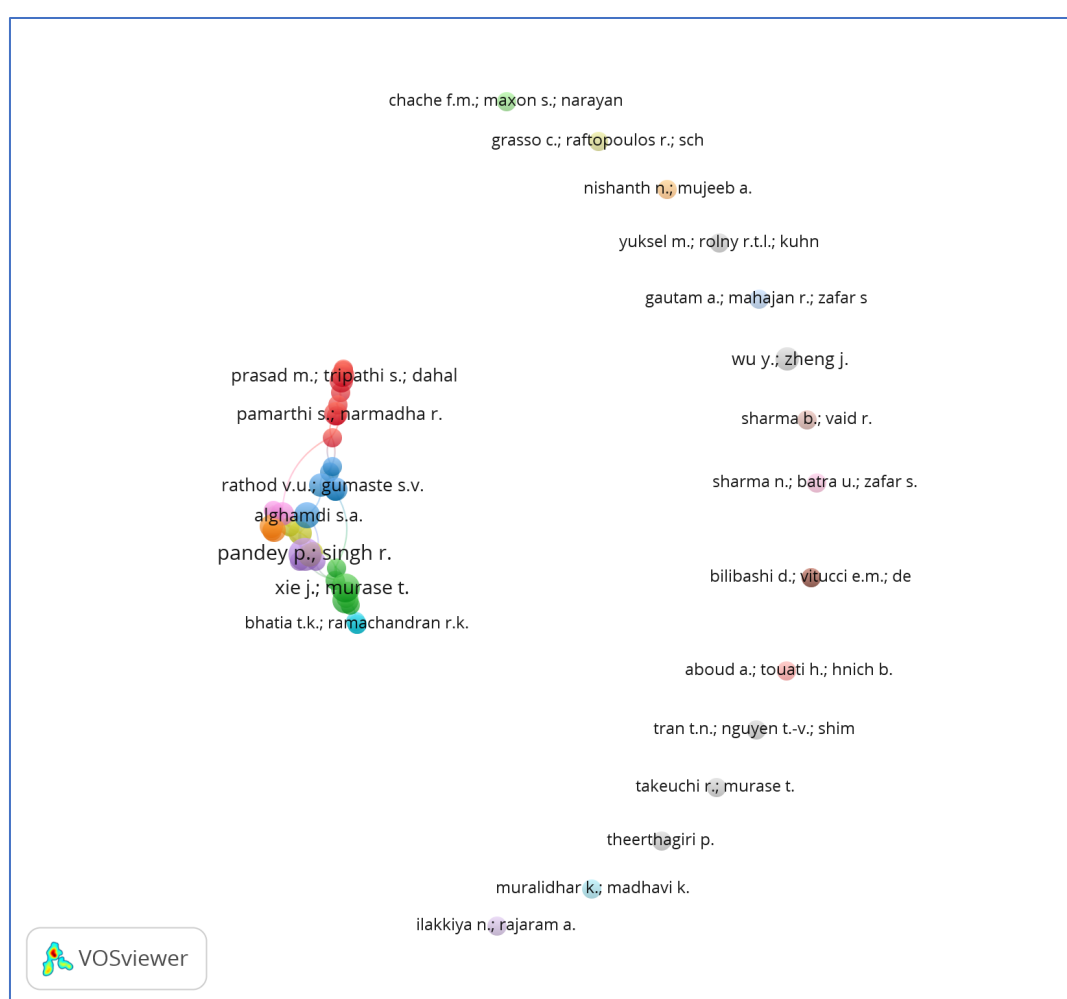 chache f.m.; maxon s.; narayan
grasso c.; raftopoulos r.; sch
nishanth n.; mujeeb a.
yuksel m.; rolny r.t.l.; kuhn
gautam a.; mahajan r.; zafar s
wu y.; zheng j.
prasad m.; tripathi s.; dahal
pamarthi s.; narmadha r.
sharma b.; vaid r.
sharma n.; batra u.; zafar s.
rathod v.u.; gumaste s.v.
alghamdi s.a.
pandey p.; singh r.
bilibashi d.; vitucci e.m.; de
xie j.; murase t.
bhatia t.k.; ramachandran r.k.
aboud a.; touati h.; hnich b.
tran t.n.; nguyen t.-v.; shim
takeuchi r.; murase t.
theerthagiri p.
muralidhar k.; madhavi k.
ilakkiya n.; rajaram a.
VOSviewer